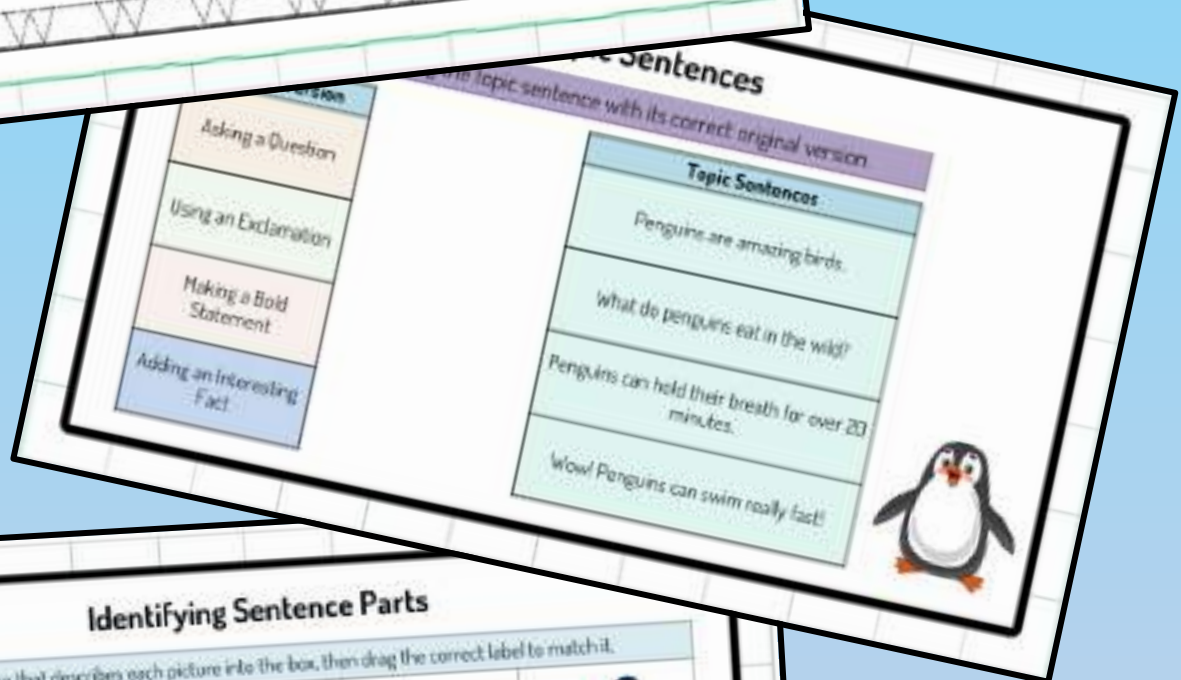 Sentences
the topic sentence with its correct original version
Asking a Question
Using an Exclamation
Making a Bold
Statement
Adding an Interesting
Fact
Topic Sentences
Penguins are amazing birds.
What do penguins eat in the wild?
Penguins can hold their breath for over 20
minutes.
Wow! Penguins can swim really fast!
Identifying Sentence Parts
that describes each picture into the box, then drag the correct label to match it.